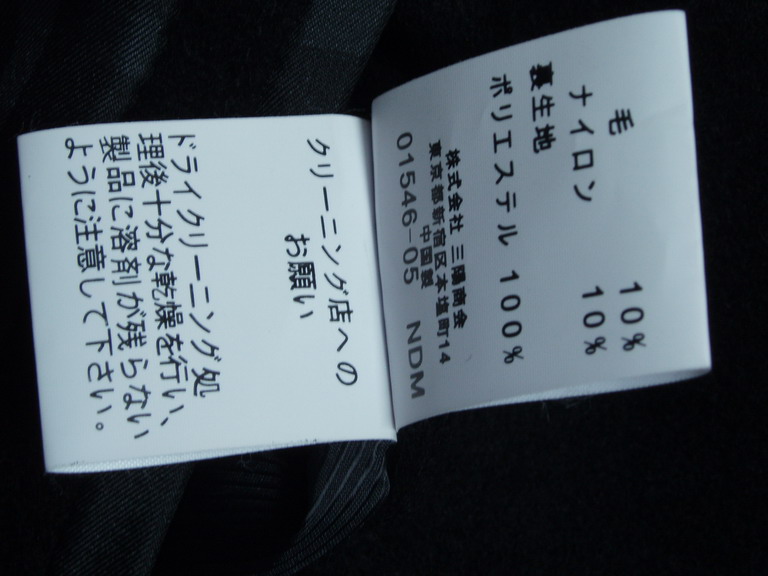 毛 10%
ナイロン 10%
裏生地
ポリエステル 100%
株式会社 三陽商会
東京都新宿区本塩町14
中国製
01546-05 NDM
クリーニング店への
お願い
ドライクリーニング処
理後十分な乾燥を行い、
製品に溶剤が残らない
ように注意して下さい。